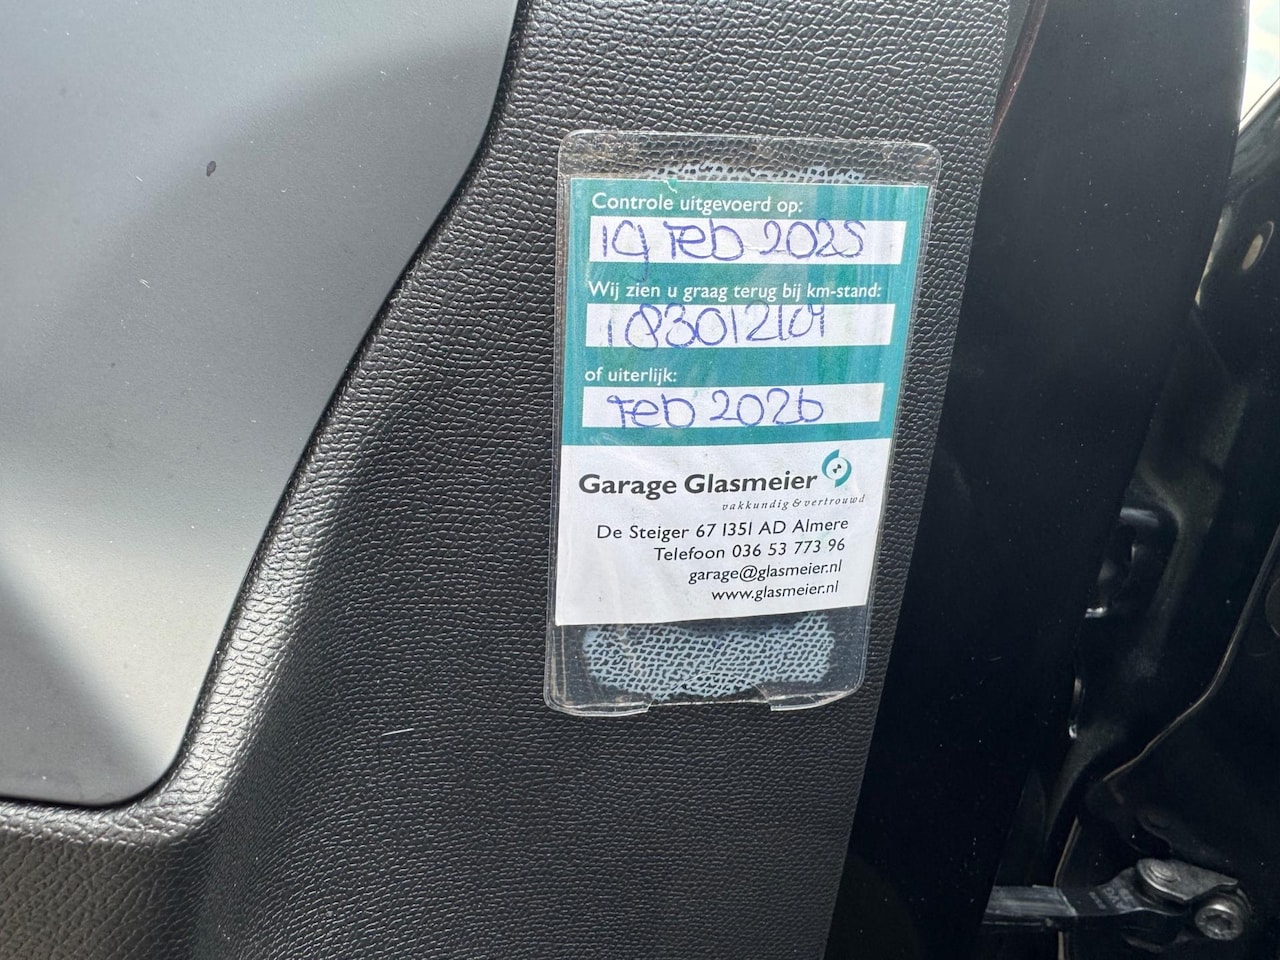 Controle uitgevoerd op:
19 feb 2025
Wij zien u graag terug bij km-stand:
of uiterlijk:
feb 2026
Garage Glasmeier
vakkundig & vertrouwd
De Steiger 67 1351 AD Almere
Telefoon 036 53 773 96
garage@glasmeier.nl
www.glasmeier.nl